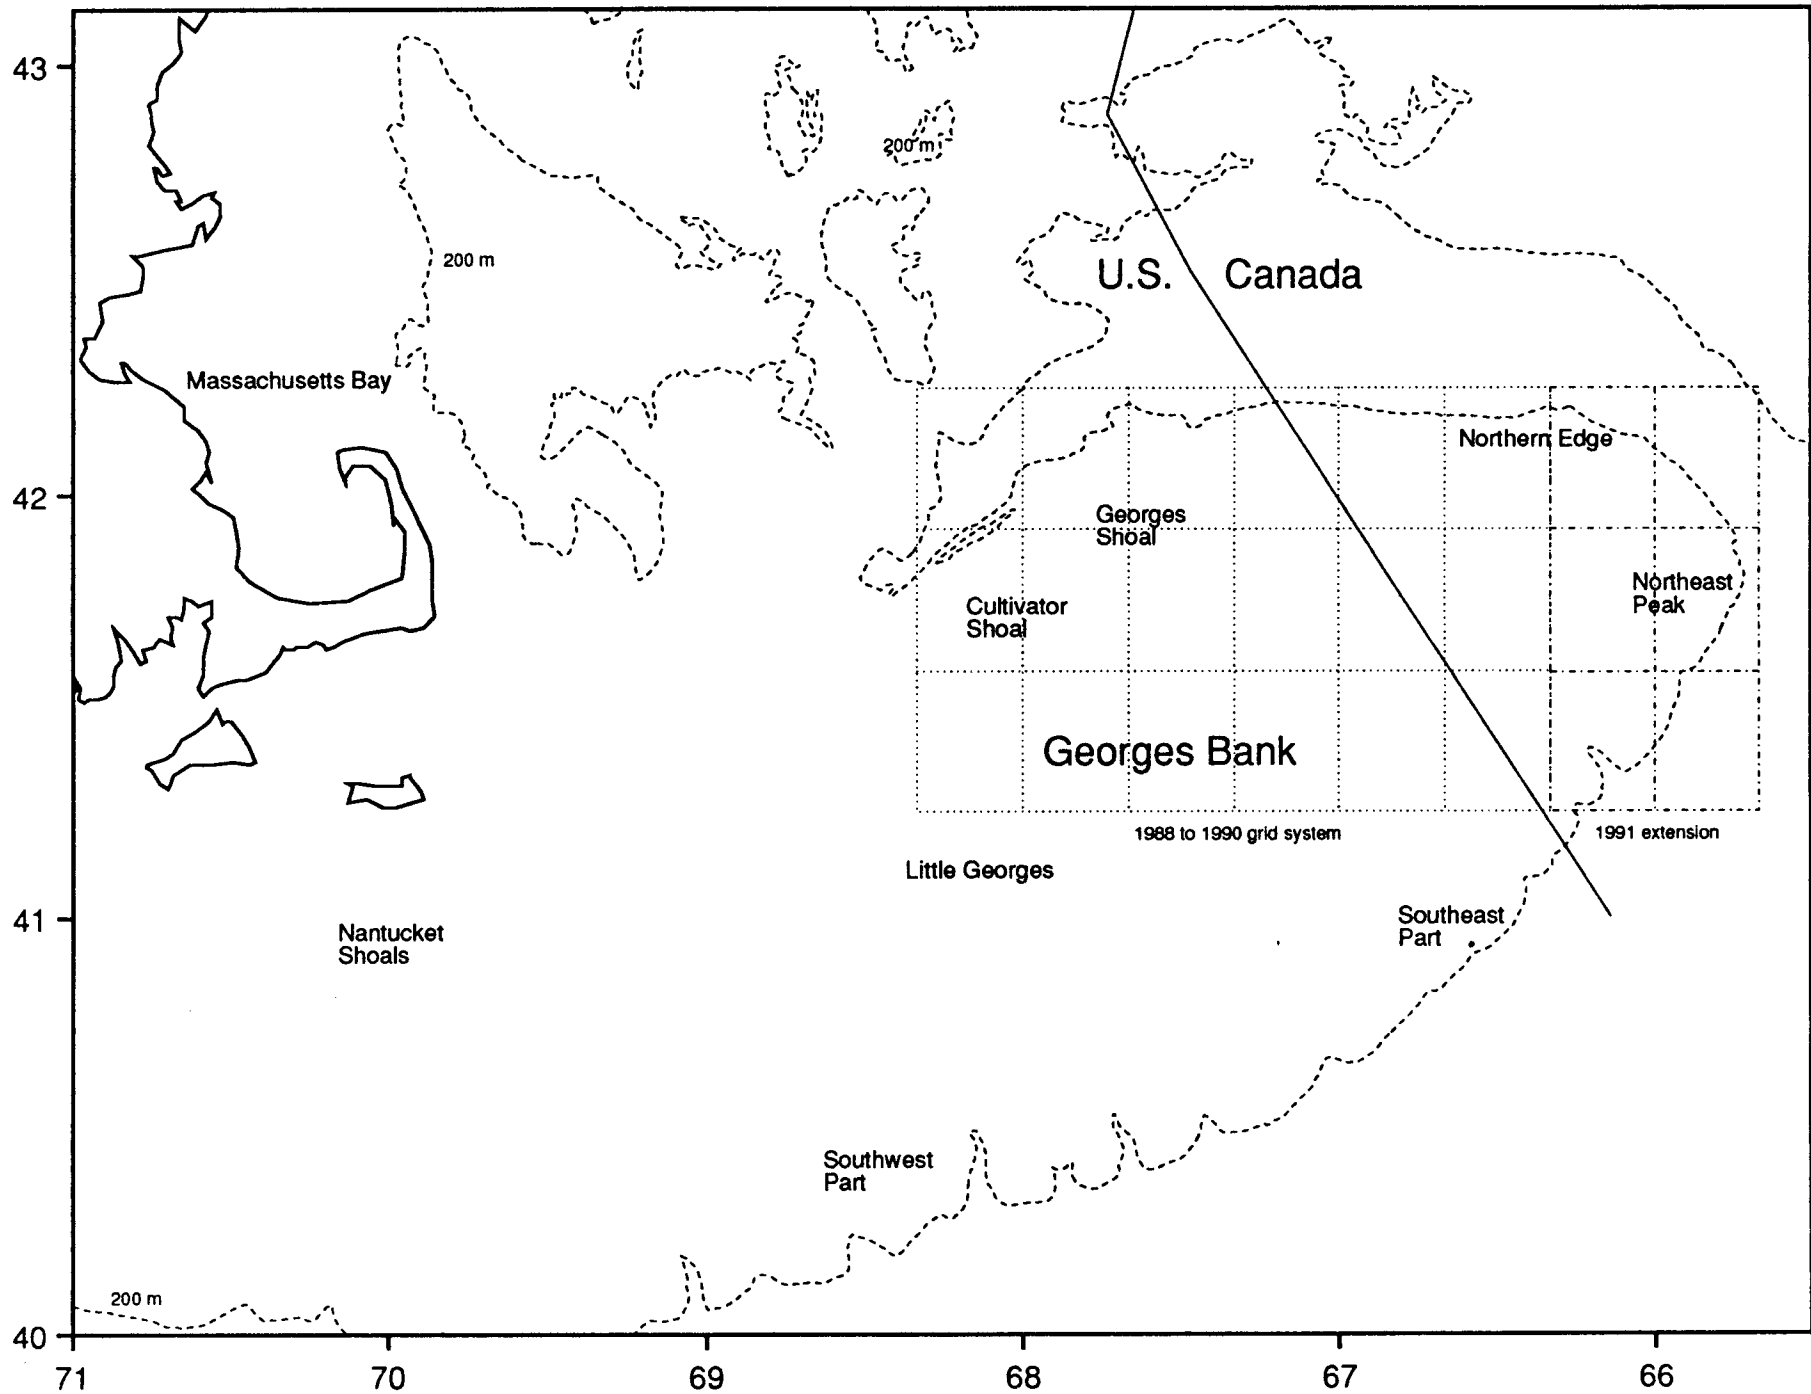 43
200 m
200 m
U.S.
Canada
Massachusetts Bay
Northern Edge
42
Georges
Shoal
Northeast
Peak
Cultivator
Shoal
Georges Bank
1988 to 1990 grid system
1991 extension
Little Georges
41
Nantucket
Shoals
Southeast
Part
Southwest
Part
200 m
40
71
70
69
68
67
66